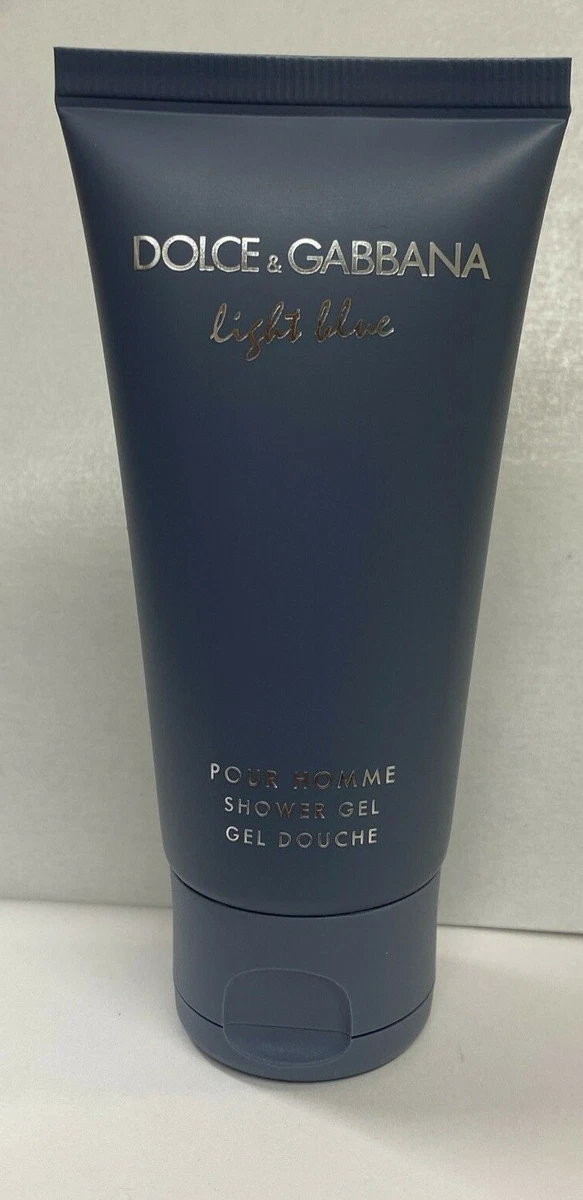 DOLCE & GABBANA
light blue
POUR HOMME
SHOWER GEL
GEL DOUCHE